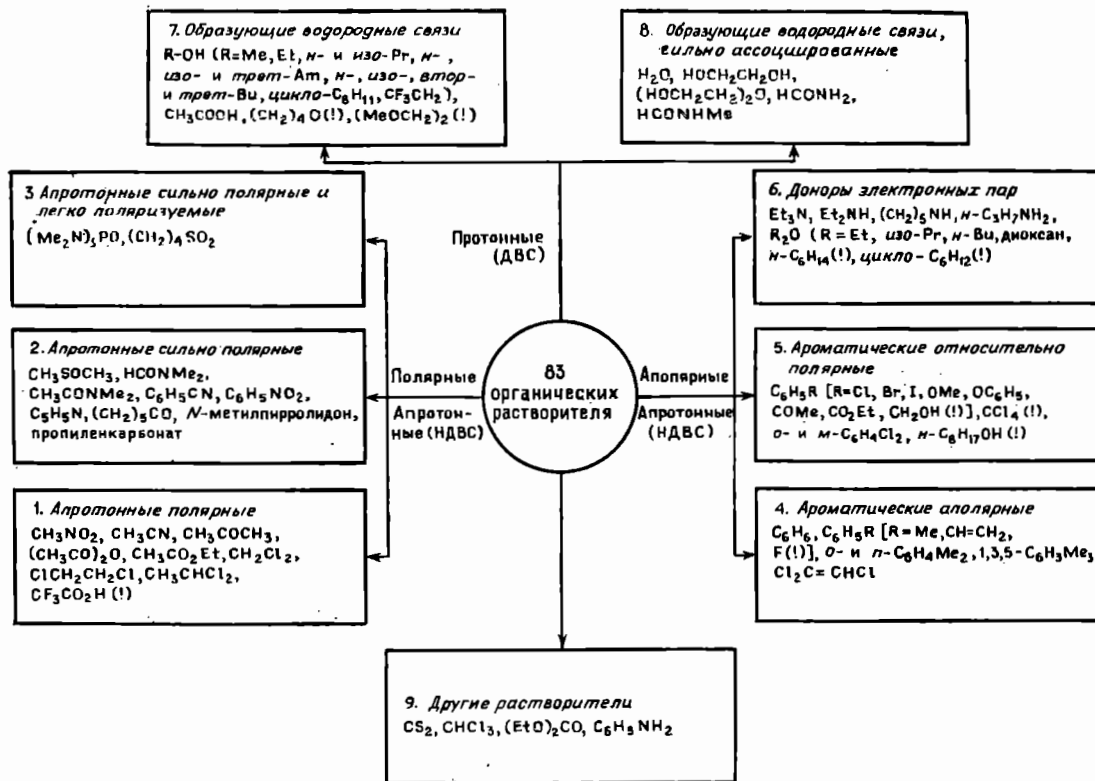 7. Образующие водородные связи
R-OH (R=Me, Et, н- и изо-Pr, н-,
изо- и трет-Am, н-, изо-, втор-
и трет-Bu, цикло-C₆H₁₁, CF₃CH₂),
CH₃COOH, (CH₂)₄O(!), (MeOCH₂)₂(!)
8. Образующие водородные связи,
сильно ассоциированные
H₂O, HOCH₂CH₂OH,
(HOCH₂CH₂)₂O, HCONH₂,
HCONHMe
3 Апротонные сильно полярные и
легко поляризуемые
(Me₂N)₃PO, (CH₂)₄SO₂
Протонные
(ДВС)
6. Доноры электронных пар
Et₃N, Et₂NH, (CH₂)₅NH, н-C₃H₇NH₂,
R₂O (R=Et, изо-Pr, н-Bu, диоксан,
н-C₆H₁₄(!), цикло-C₆H₁₂(!)
2. Апротонные сильно полярные
CH₃SOCH₃, HCONMe₂,
CH₃CONMe₂, C₆H₅CN, C₆H₅NO₂,
C₅H₅N, (CH₂)₅CO, N-метилпирролидон,
пропиленкарбонат
Полярные
Апротон-
ные (НДВС)
83
органических
растворителя
Аполярные
Апротонные
(НДВС)
5. Ароматические относительно
полярные
C₆H₅R [R=Cl, Br, I, OMe, OC₆H₅,
COMe, CO₂Et, CH₂OH (!)], CCl₄(!),
о- и м-C₆H₄Cl₂, н-C₈H₁₇OH(!)
1. Апротонные полярные
CH₃NO₂, CH₃CN, CH₃COCH₃,
(CH₃CO)₂O, CH₃CO₂Et, CH₂Cl₂,
ClCH₂CH₂Cl, CH₃CHCl₂,
CF₃CO₂H(!)
4. Ароматические аполярные
C₆H₆, C₆H₅R [R=Me, CH=CH₂,
F(!)], о- и п-C₆H₄Me₂, 1,3,5-C₆H₃Me₃
Cl₂C=CHCl
9. Другие растворители
CS₂, CHCl₃, (EtO)₂CO, C₆H₅NH₂